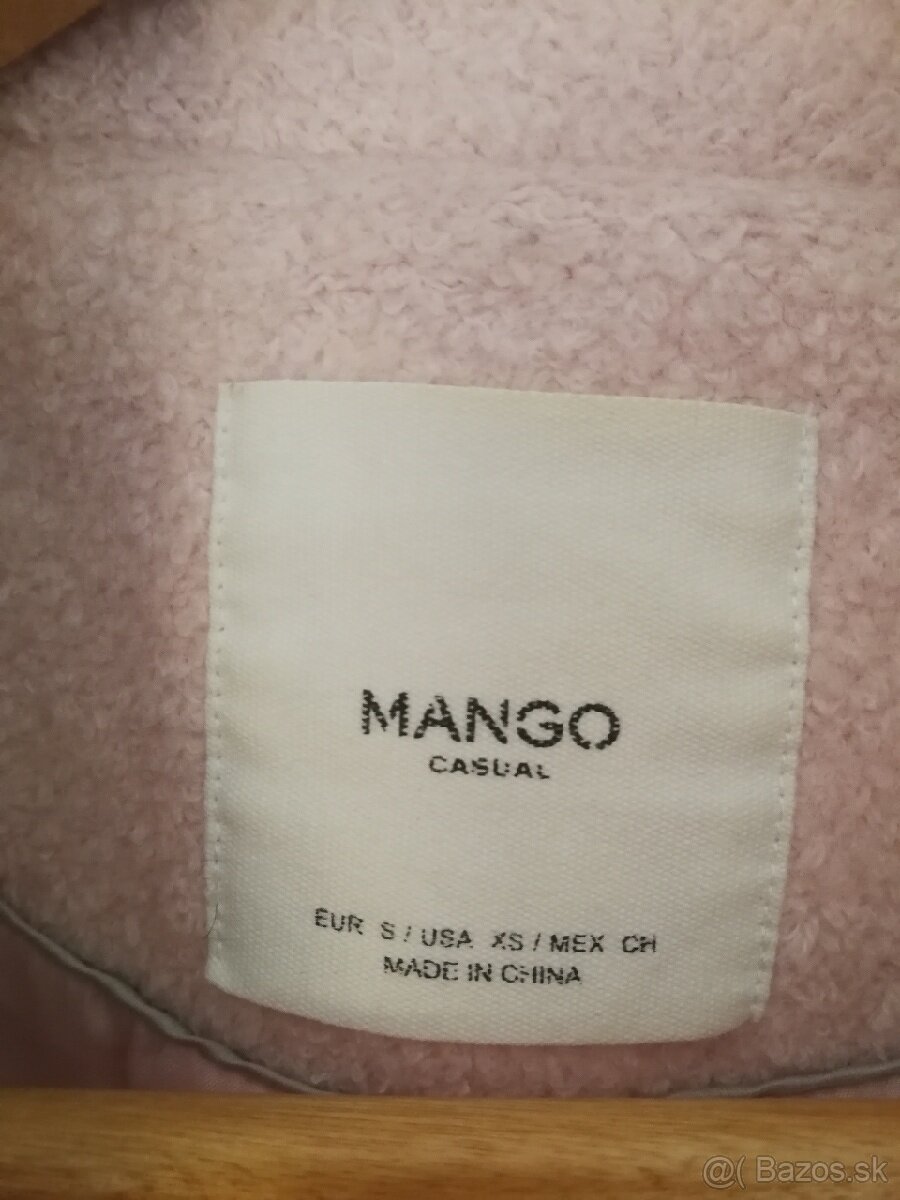 MANGO
CASUAL
EUR S / USA XS / MEX CH
MADE IN CHINA
@( Bazos.sk